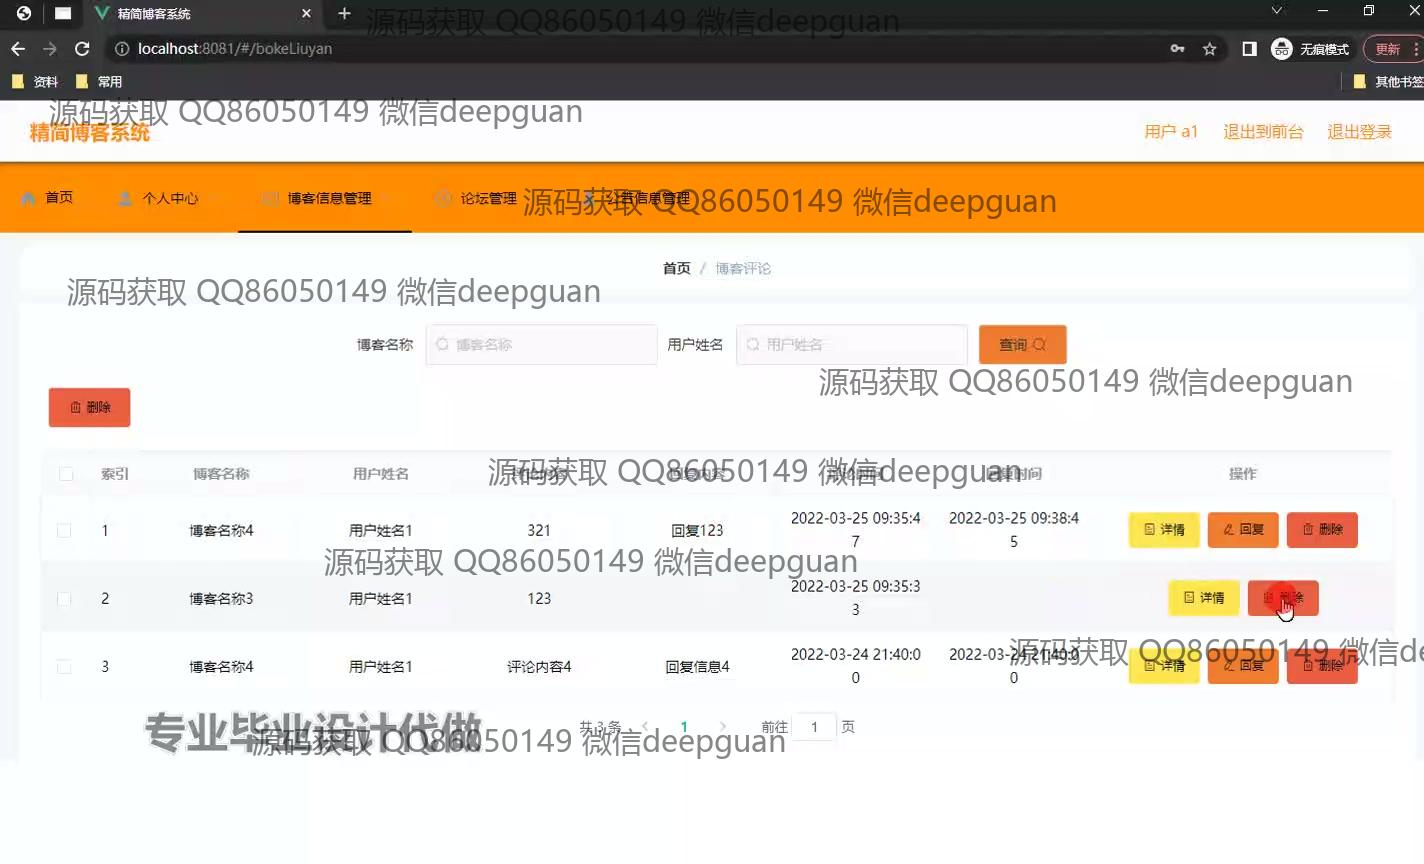 精简博客系统
源码获取 QQ86050149 微信deepguan
localhost:8081/#/bokeLiuyan
无痕模式
更新
资料
常用
其他书签
源码获取 QQ86050149 微信deepguan
精简博客系统
用户 a1
退出到前台
退出登录
首页
个人中心
博客信息管理
论坛管理
公告信息管理
源码获取 QQ86050149 微信deepguan
首页 / 博客评论
源码获取 QQ86050149 微信deepguan
博客名称
博客名称
用户姓名
用户姓名
查询
源码获取 QQ86050149 微信deepguan
删除
索引 博客名称 用户姓名 评论内容 回复内容 评论时间 回复时间 操作
源码获取 QQ86050149 微信deepguan
1 博客名称4 用户姓名1 321 回复123 2022-03-25 09:35:4 2022-03-25 09:38:4 详情 回复 删除
7 5
源码获取 QQ86050149 微信deepguan
2 博客名称3 用户姓名1 123 2022-03-25 09:35:3 详情 删除
3
源码获取 QQ86050149 微信de
3 博客名称4 用户姓名1 评论内容4 回复信息4 2022-03-24 21:40:0 2022-03-24 21:40:0 详情 回复 删除
0 0
专业毕业设计代做
共 3 条 1 前往 1 页
源码获取 QQ86050149 微信deepguan